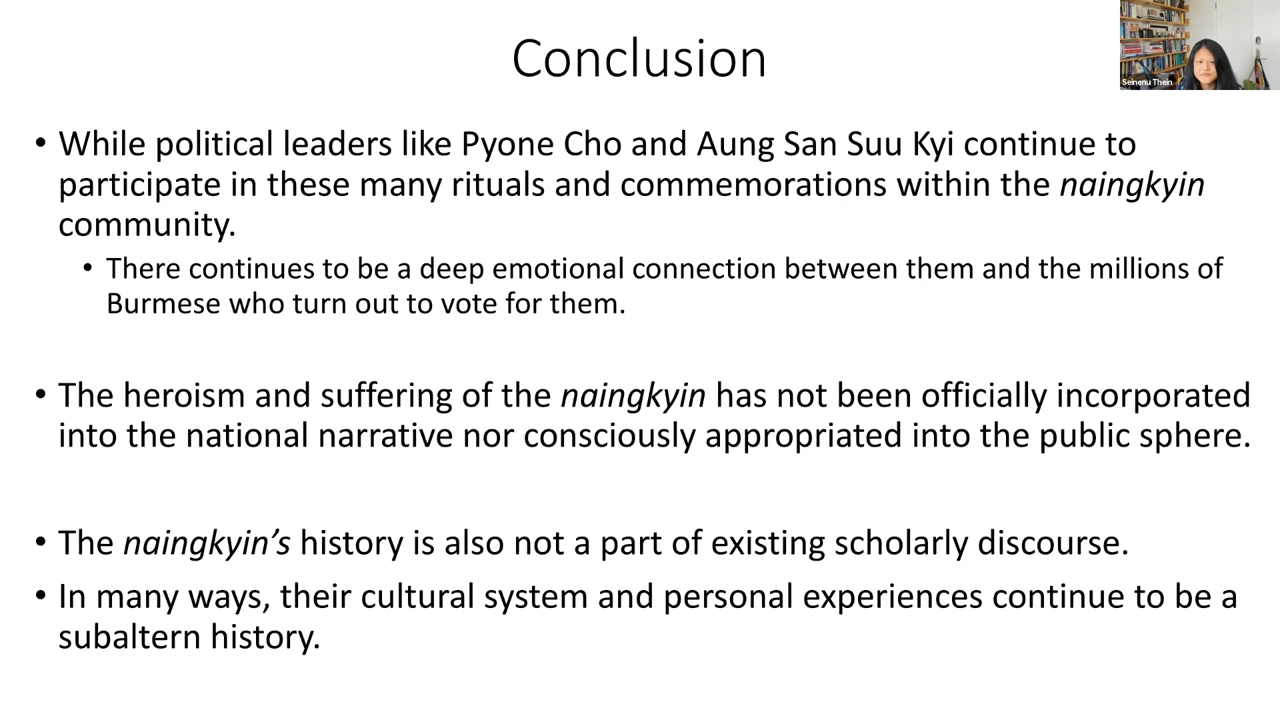 Conclusion
Seinenu Thein
• While political leaders like Pyone Cho and Aung San Suu Kyi continue to
participate in these many rituals and commemorations within the naingkyin
community.
• There continues to be a deep emotional connection between them and the millions of
Burmese who turn out to vote for them.
• The heroism and suffering of the naingkyin has not been officially incorporated
into the national narrative nor consciously appropriated into the public sphere.
• The naingkyin’s history is also not a part of existing scholarly discourse.
• In many ways, their cultural system and personal experiences continue to be a
subaltern history.